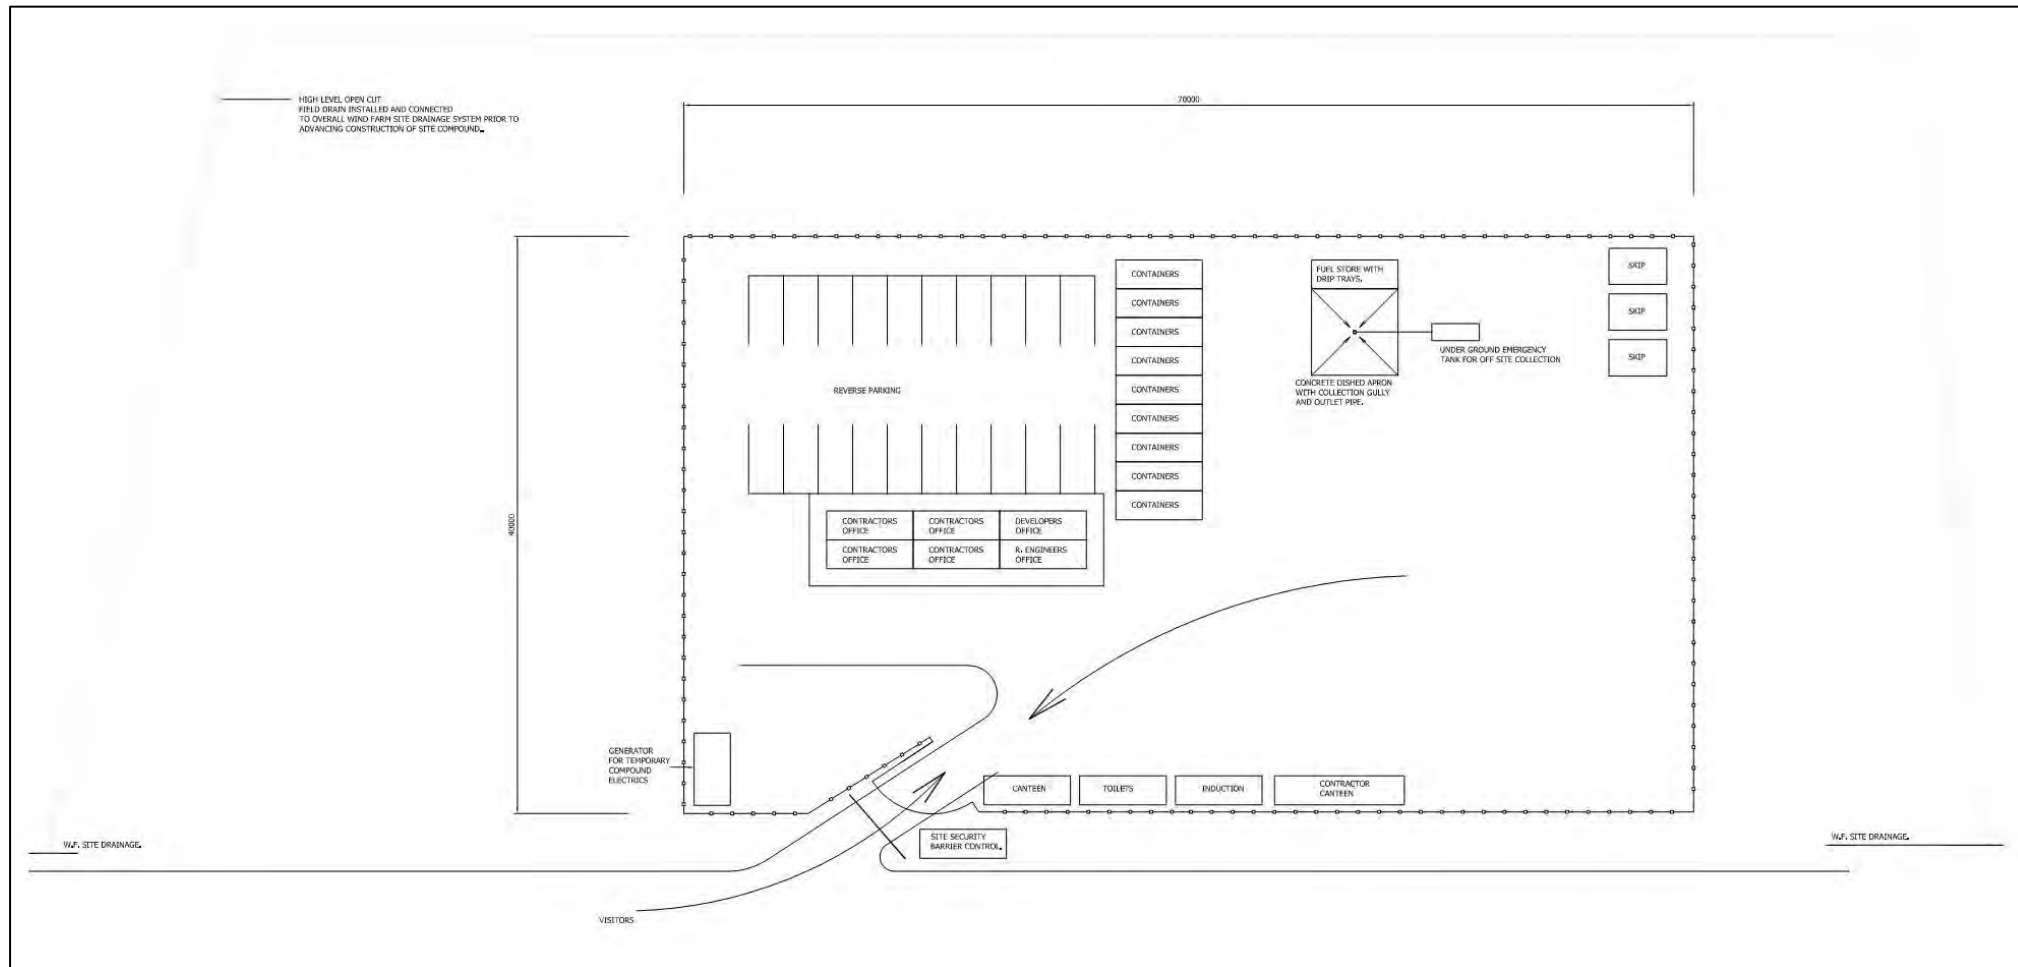 HIGH LEVEL OPEN CUT
FIELD DRAIN INSTALLED AND CONNECTED
TO OVERALL WIND FARM SITE DRAINAGE SYSTEM PRIOR TO
ADVANCING CONSTRUCTION OF SITE COMPOUND.
70000
40000
REVERSE PARKING
CONTAINERS
CONTAINERS
CONTAINERS
CONTAINERS
CONTAINERS
CONTAINERS
CONTAINERS
CONTAINERS
CONTAINERS
FUEL STORE WITH
DRIP TRAYS.
UNDER GROUND EMERGENCY
TANK FOR OFF SITE COLLECTION
CONCRETE DISHED APRON
WITH COLLECTION GULLY
AND OUTLET PIPE.
SKIP
SKIP
SKIP
CONTRACTORS
OFFICE
CONTRACTORS
OFFICE
DEVELOPERS
OFFICE
CONTRACTORS
OFFICE
CONTRACTORS
OFFICE
R. ENGINEERS
OFFICE
GENERATOR
FOR TEMPORARY
COMPOUND
ELECTRICS
CANTEEN
TOILETS
INDUCTION
CONTRACTOR
CANTEEN
SITE SECURITY
BARRIER CONTROL.
W.F. SITE DRAINAGE.
W.F. SITE DRAINAGE.
VISITORS